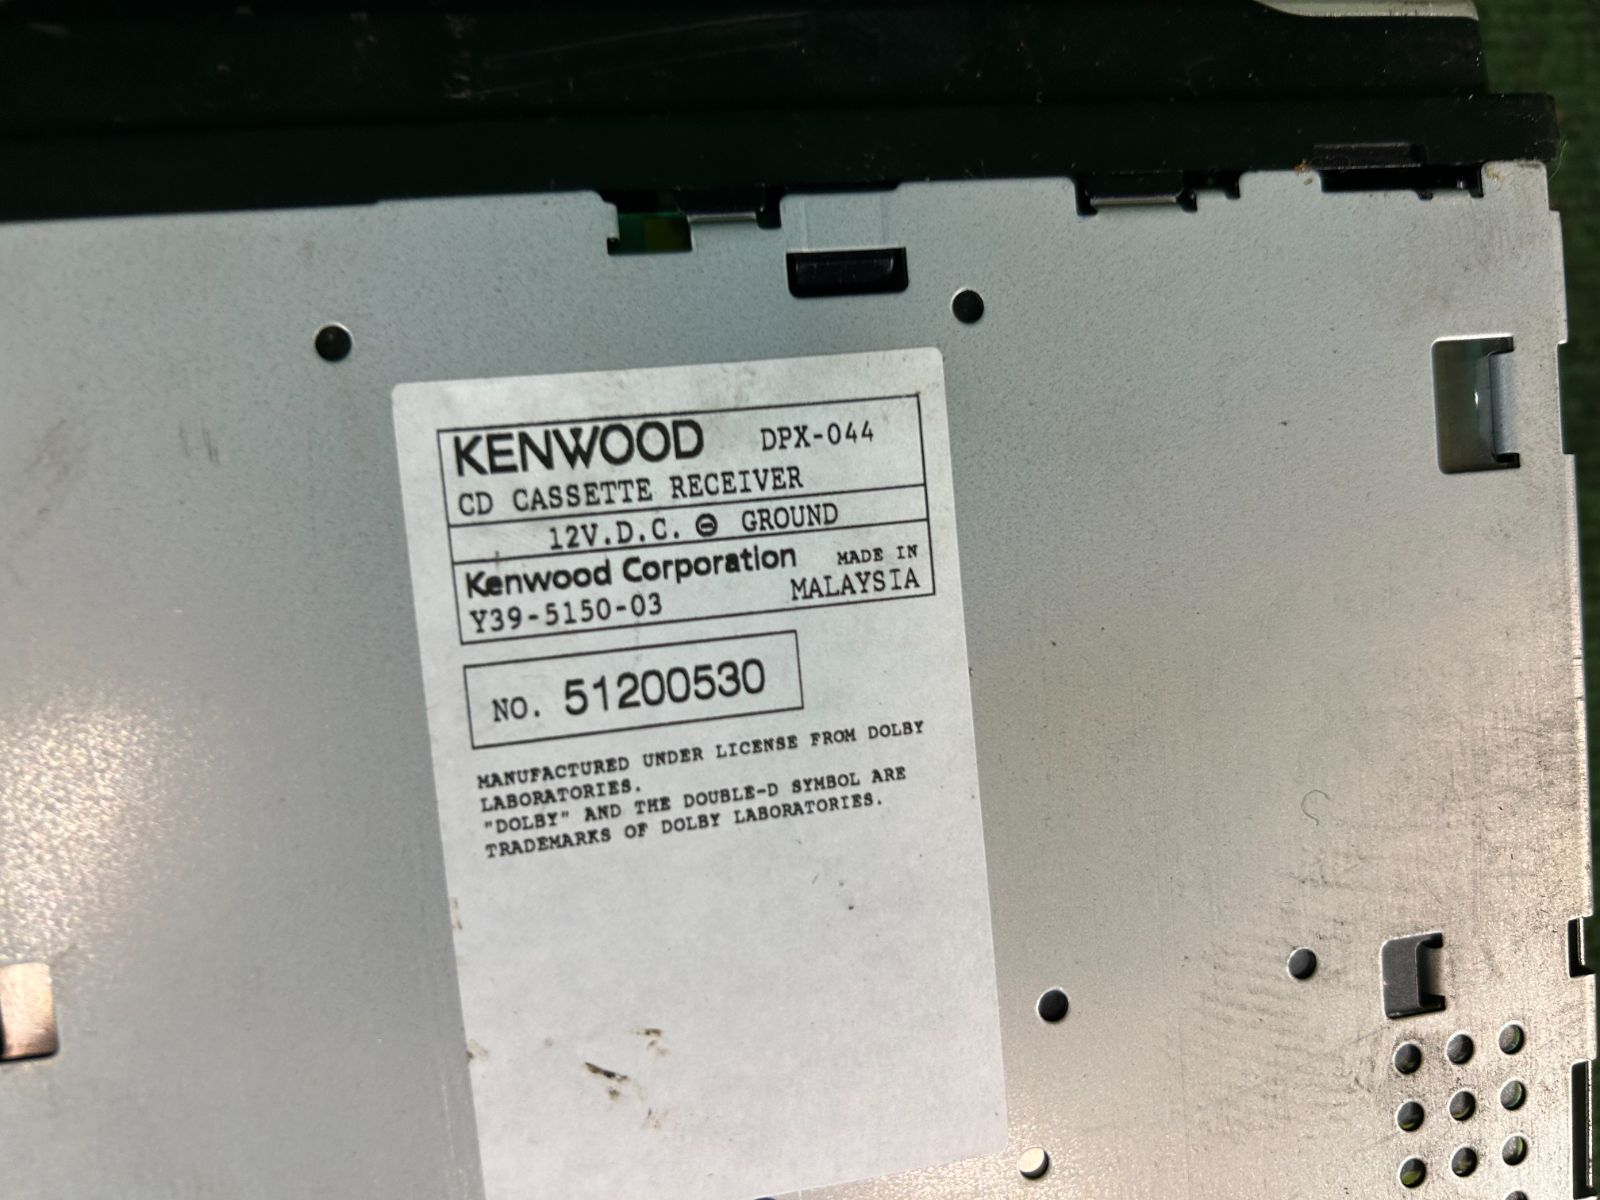 KENWOOD DPX-044
CD CASSETTE RECEIVER
12V.D.C. ⊖ GROUND
Kenwood Corporation MADE IN
Y39-5150-03 MALAYSIA
NO. 51200530
MANUFACTURED UNDER LICENSE FROM DOLBY
LABORATORIES.
"DOLBY" AND THE DOUBLE-D SYMBOL ARE
TRADEMARKS OF DOLBY LABORATORIES.